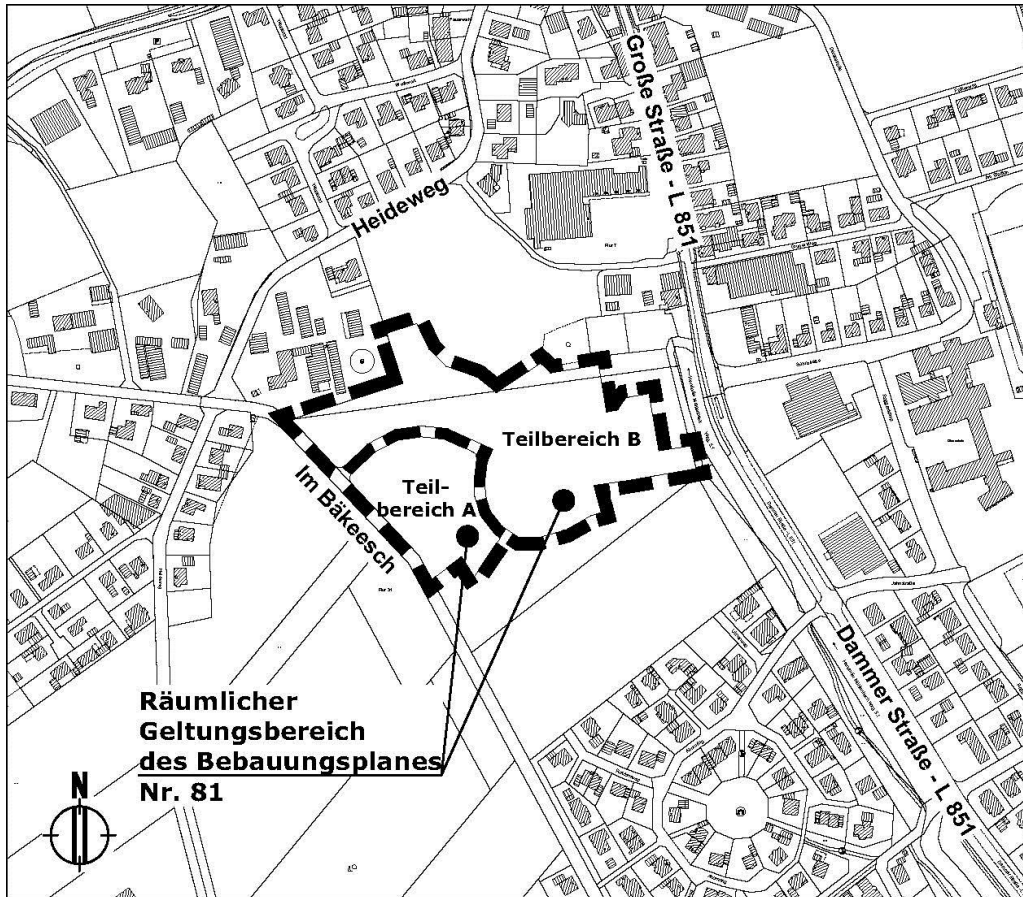 Große Straße - L 851
Heideweg
Teilbereich B
Teil-
bereich A
Im Bäkeesch
Dammer Straße - L 851
Räumlicher
Geltungsbereich
des Bebauungsplanes
Nr. 81
N